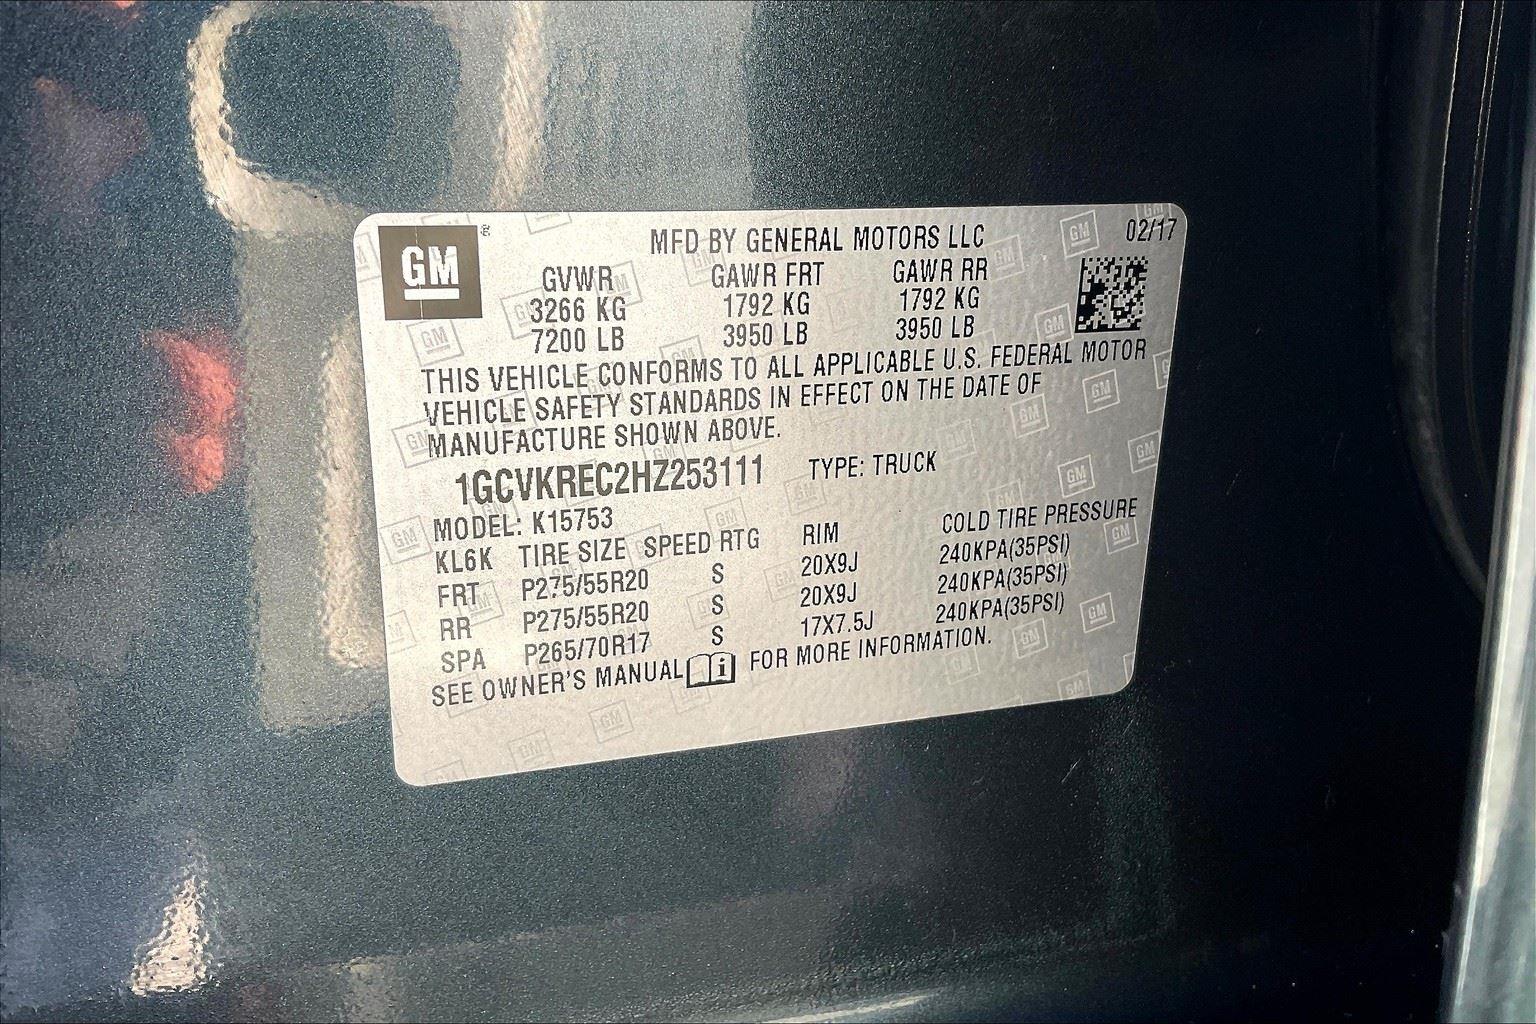 GM ® MFD BY GENERAL MOTORS LLC 02/17
GVWR GAWR FRT GAWR RR
3266 KG 1792 KG 1792 KG
7200 LB 3950 LB 3950 LB
THIS VEHICLE CONFORMS TO ALL APPLICABLE U.S. FEDERAL MOTOR
VEHICLE SAFETY STANDARDS IN EFFECT ON THE DATE OF
MANUFACTURE SHOWN ABOVE.
1GCVKREC2HZ253111 TYPE: TRUCK
MODEL: K15753
KL6K TIRE SIZE SPEED RTG RIM COLD TIRE PRESSURE
FRT P275/55R20 S 20X9J 240KPA(35PSI)
RR P275/55R20 S 20X9J 240KPA(35PSI)
SPA P265/70R17 S 17X7.5J 240KPA(35PSI)
SEE OWNER'S MANUAL i FOR MORE INFORMATION.